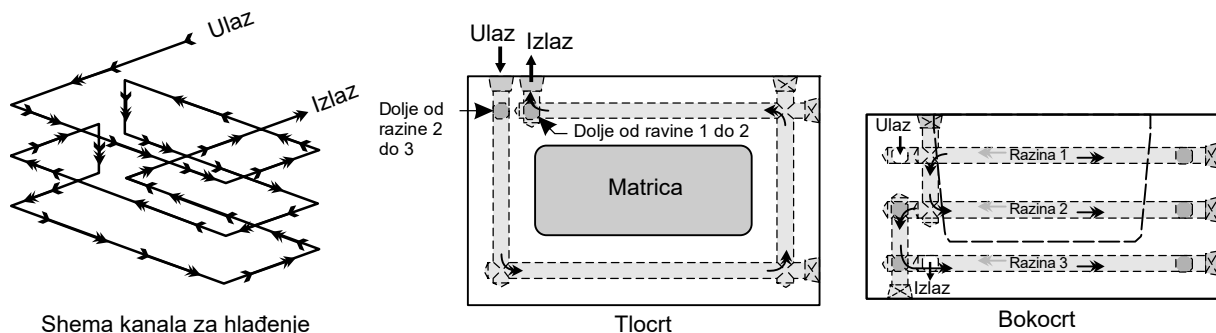 Ulaz
Izlaz
Shema kanala za hlađenje
Ulaz
Izlaz
Dolje od
razine 2
do 3
Dolje od ravine 1 do 2
Matrica
Tlocrt
Ulaz
Razina 1
Razina 2
Razina 3
Izlaz
Bokocrt